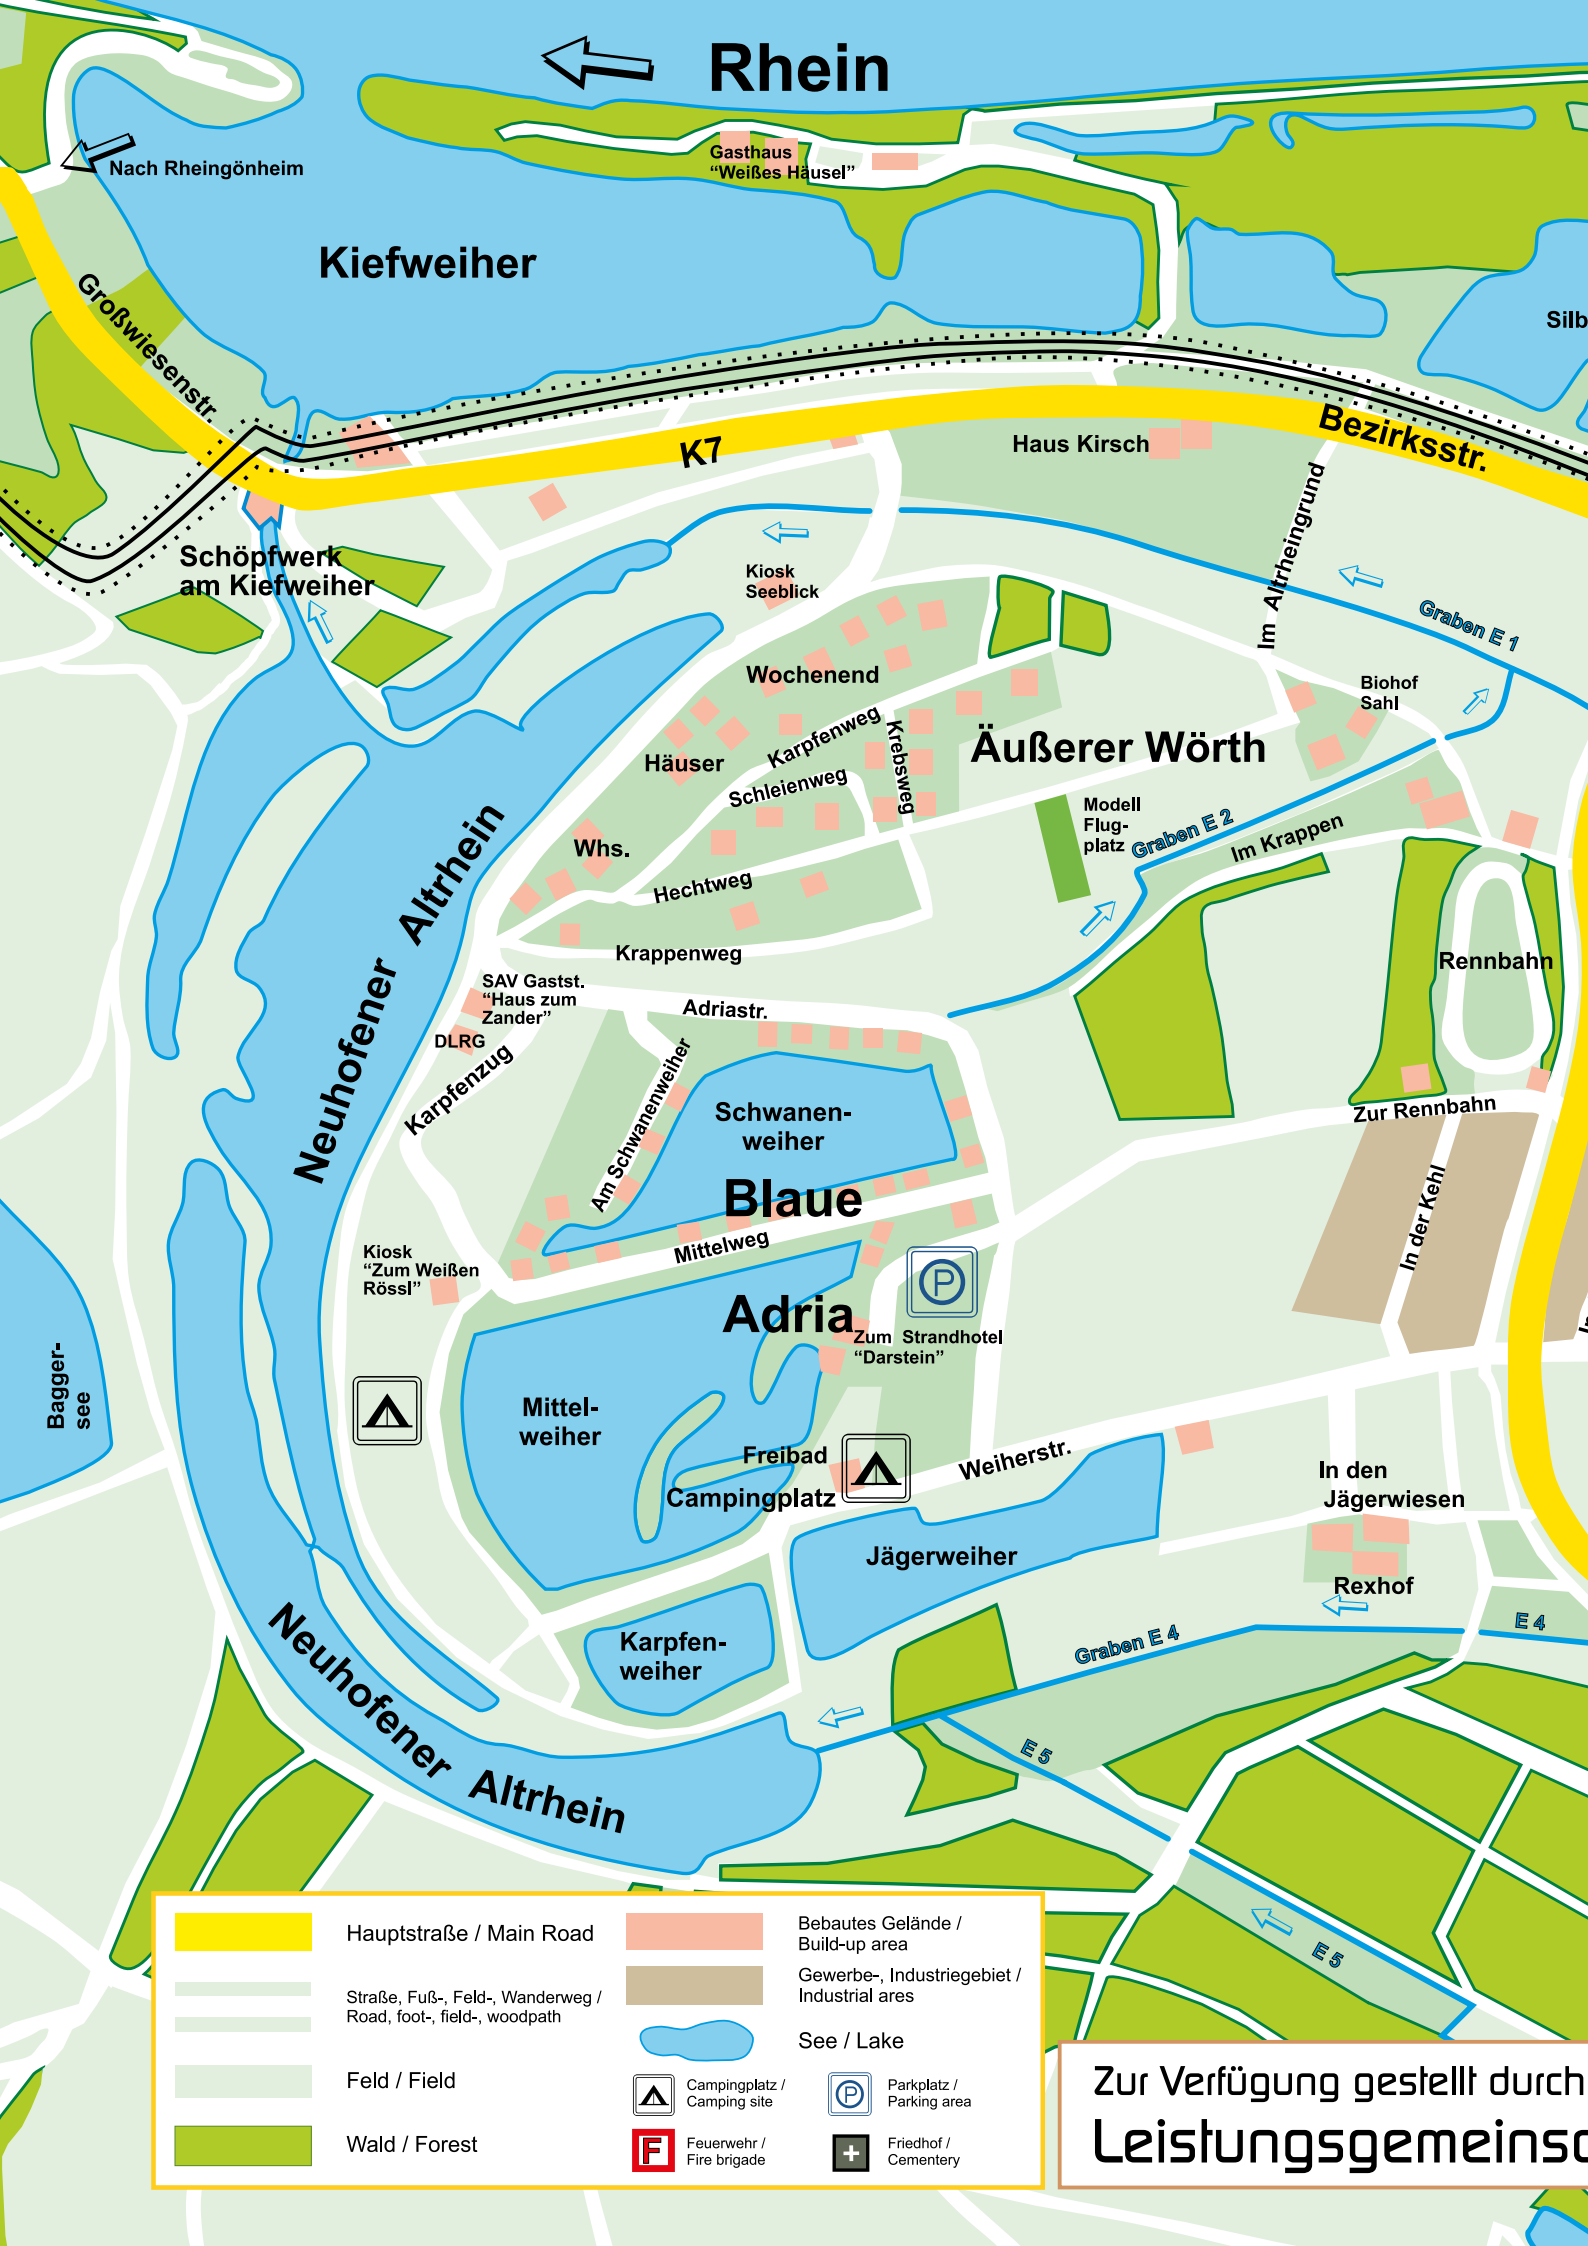 Rhein
Gasthaus
“Weißes Häusel”
Nach Rheingönheim
Kiefweiher
Großwiesenstr.
Silb
K7
Haus Kirsch
Bezirksstr.
Schöpfwerk
am Kiefweiher
Im Altrheingrund
Kiosk
Seeblick
Graben E 1
Wochenend
Häuser
Whs.
Karpfenweg
Schleienweg
Krebsweg
Äußerer Wörth
Biohof
Sahl
Modell
Flug-
platz
Graben E 2
Im Krappen
Hechtweg
Krappenweg
Rennbahn
Neuhofener Altrhein
SAV Gastst.
“Haus zum
Zander”
DLRG
Karpfenzug
Adriastr.
Am Schwanenweiher
Schwanen-
weiher
Zur Rennbahn
In der Kehl
Blaue
Mittelweg
Adria
Kiosk
“Zum Weißen
Rössl”
P
Zum Strandhotel
“Darstein”
Bagger-
see
Mittel-
weiher
Freibad
Campingplatz
Weiherstr.
In den
Jägerwiesen
Jägerweiher
Rexhof
Karpfen-
weiher
Graben E 4
E 4
E 5
Neuhofener Altrhein
E 5
Hauptstraße / Main Road
Straße, Fuß-, Feld-, Wanderweg /
Road, foot-, field-, woodpath
Feld / Field
Wald / Forest
Bebautes Gelände /
Build-up area
Gewerbe-, Industriegebiet /
Industrial ares
See / Lake
Campingplatz /
Camping site
P
Parkplatz /
Parking area
F
Feuerwehr /
Fire brigade
Friedhof /
Cementery
Zur Verfügung gestellt durch
Leistungsgemeinsc